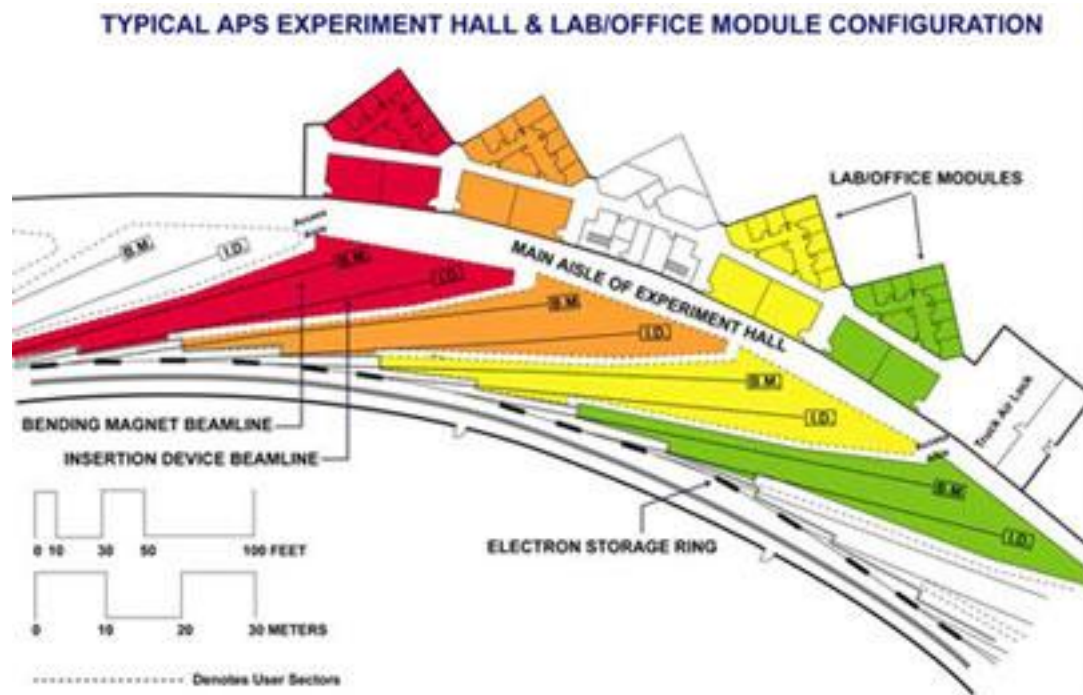 TYPICAL APS EXPERIMENT HALL & LAB/OFFICE MODULE CONFIGURATION
LAB/OFFICE MODULES
Access
Aisle
B.M.
I.D.
B.M.
I.D.
MAIN AISLE OF EXPERIMENT HALL
B.M.
I.D.
B.M.
I.D.
Truck Air Lock
BENDING MAGNET BEAMLINE
INSERTION DEVICE BEAMLINE
B.M.
I.D.
ELECTRON STORAGE RING
0 10 30 50 100 FEET
0 10 20 30 METERS
Denotes User Sectors